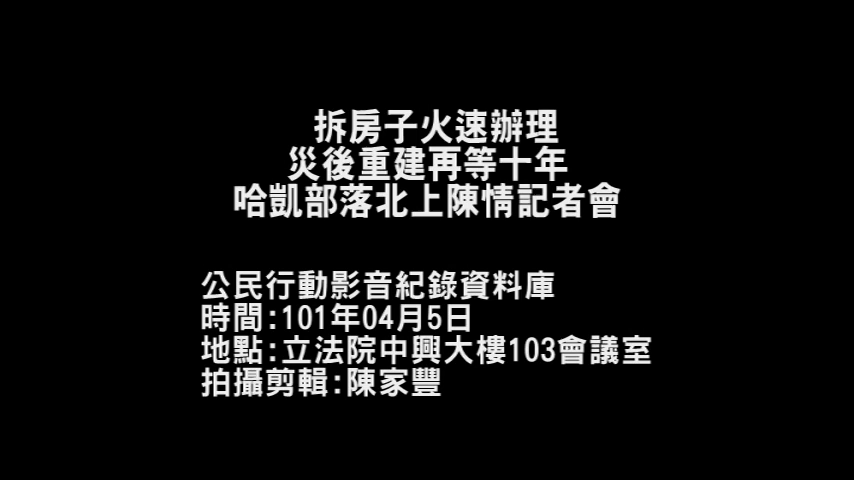 拆房子火速辦理
災後重建再等十年
哈凱部落北上陳情記者會
公民行動影音紀錄資料庫
時間:101年04月5日
地點:立法院中興大樓103會議室
拍攝剪輯:陳家豐